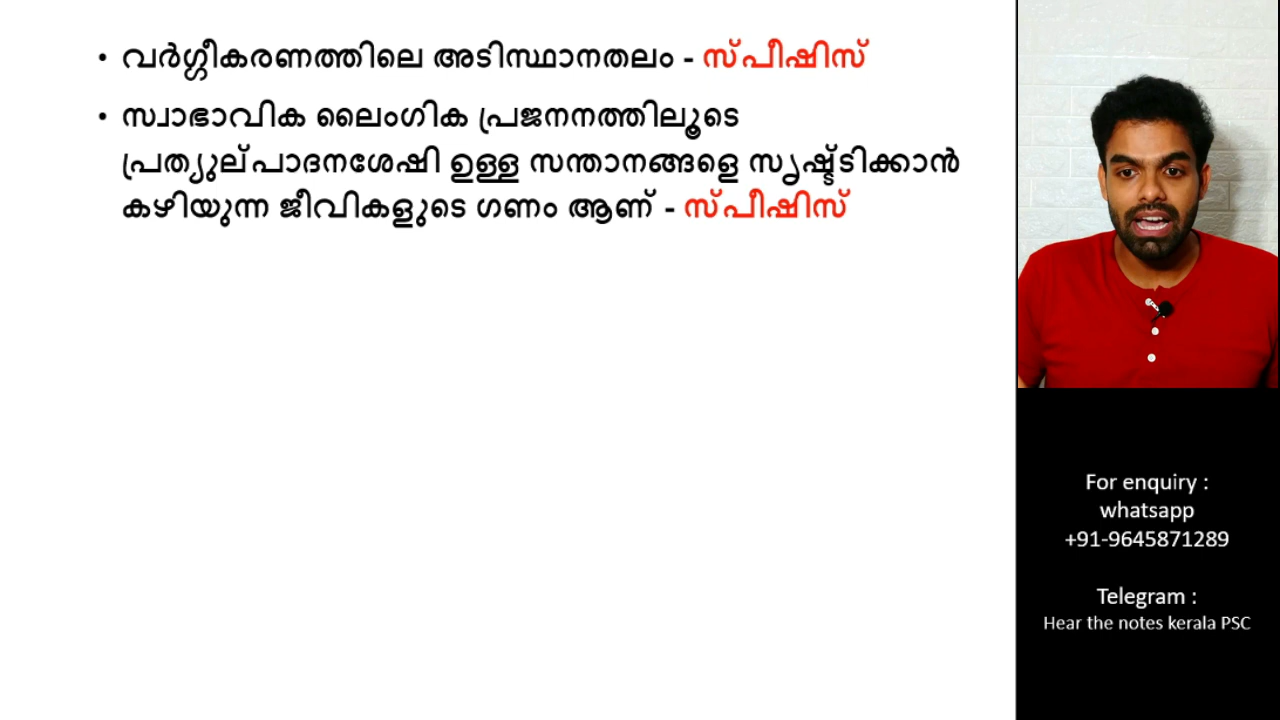 • വർഗ്ഗീകരണത്തിലെ അടിസ്ഥാനതലം - സ്പീഷിസ്
• സ്വാഭാവിക ലൈംഗിക പ്രജനനത്തിലൂടെ
പ്രത്യുല്പാദനശേഷി ഉള്ള സന്താനങ്ങളെ സൃഷ്ട്ടിക്കാൻ
കഴിയുന്ന ജീവികളുടെ ഗണം ആണ് - സ്പീഷിസ്
For enquiry :
whatsapp
+91-9645871289
Telegram :
Hear the notes kerala PSC